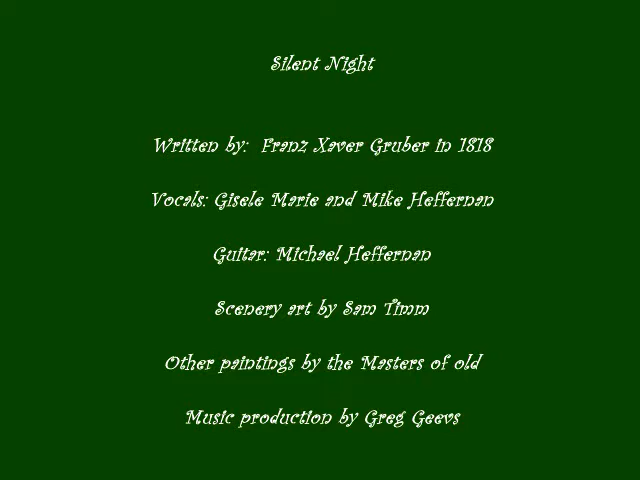 Silent Night
Written by: Franz Xaver Gruber in 1818
Vocals: Gisele Marie and Mike Heffernan
Guitar: Michael Heffernan
Scenery art by Sam Timm
Other paintings by the Masters of old
Music production by Greg Geevs